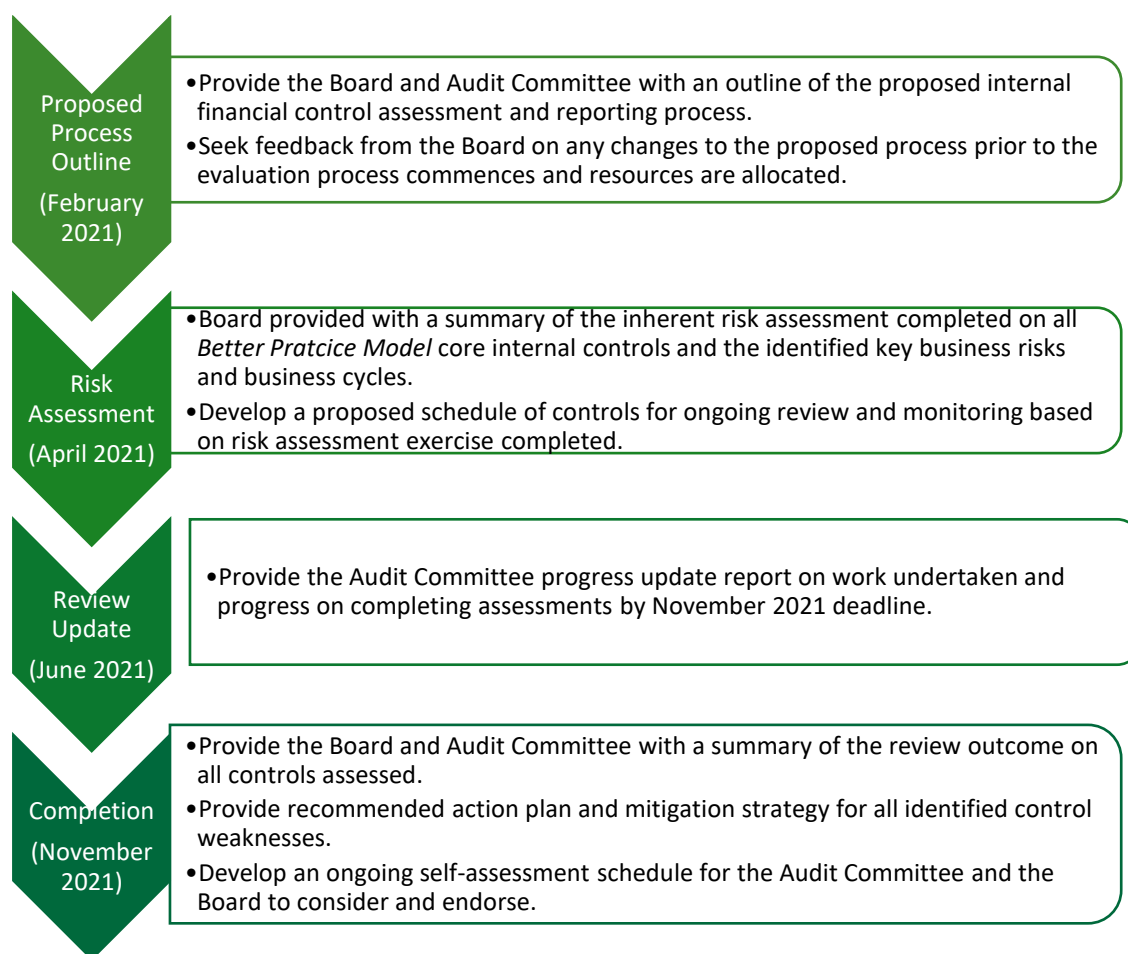 Proposed
Process
Outline
(February
2021)
•Provide the Board and Audit Committee with an outline of the proposed internal
financial control assessment and reporting process.
•Seek feedback from the Board on any changes to the proposed process prior to the
evaluation process commences and resources are allocated.
Risk
Assessment
(April 2021)
•Board provided with a summary of the inherent risk assessment completed on all
Better Pratcice Model core internal controls and the identified key business risks
and business cycles.
•Develop a proposed schedule of controls for ongoing review and monitoring based
on risk assessment exercise completed.
Review
Update
(June 2021)
•Provide the Audit Committee progress update report on work undertaken and
progress on completing assessments by November 2021 deadline.
Completion
(November
2021)
•Provide the Board and Audit Committee with a summary of the review outcome on
all controls assessed.
•Provide recommended action plan and mitigation strategy for all identified control
weaknesses.
•Develop an ongoing self-assessment schedule for the Audit Committee and the
Board to consider and endorse.